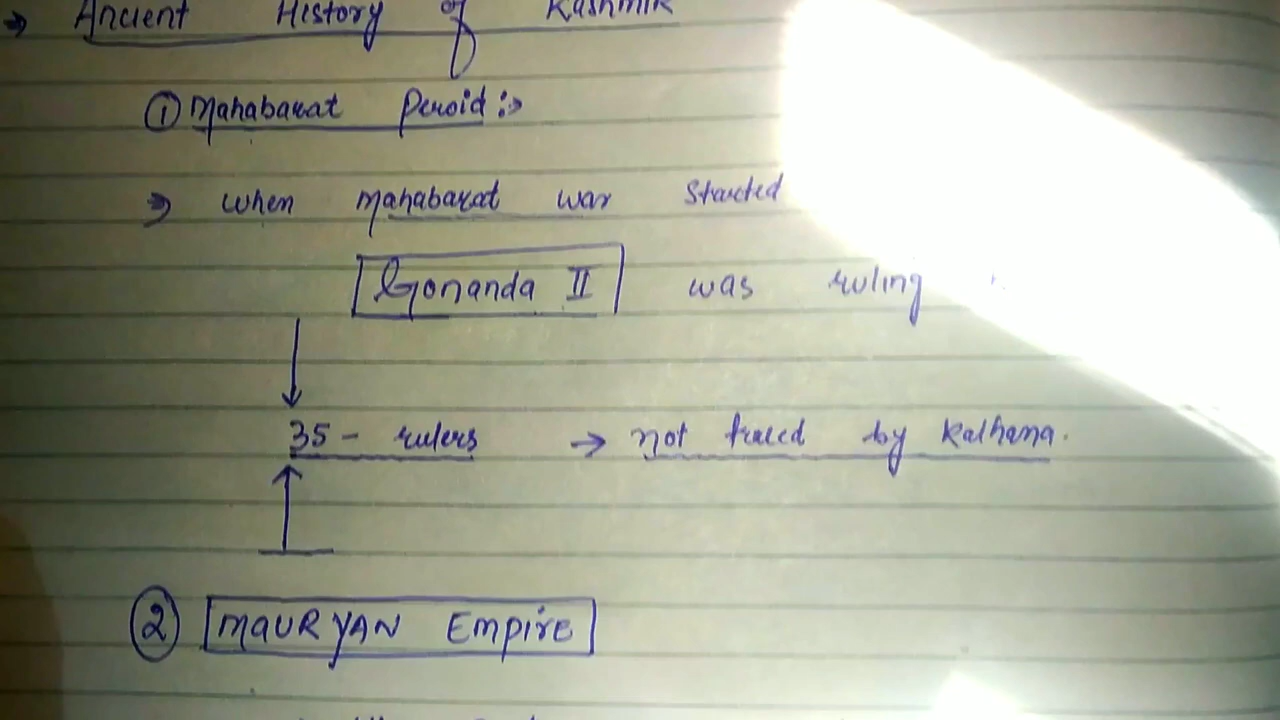 ⇒ Ancient History of Kashmir
① Mahabarat Peroid :⇒
⇒ when Mahabarat war started
Gonanda II was ruling
35 - rulers → not traced by Kalhana.
② MAURYAN EMPIRE